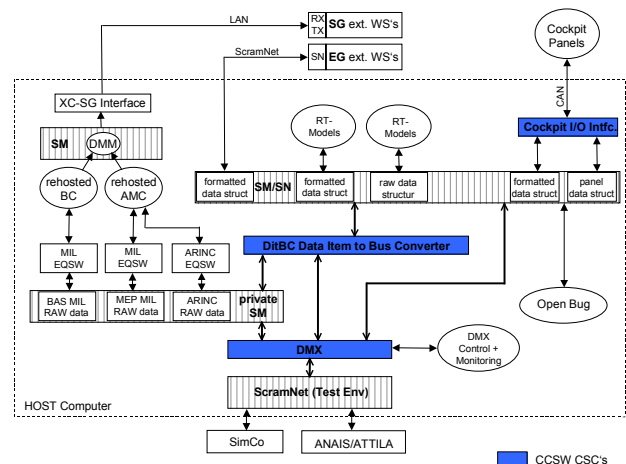 LAN
RX
TX
SG ext. WS's
ScramNet
SN
EG ext. WS's
Cockpit
Panels
CAN
XC-SG Interface
Cockpit I/O Intfc.
SM
DMM
RT-
Models
RT-
Models
rehosted
BC
rehosted
AMC
formatted
data struct
SM/SN
formatted
data struct
raw data
structur
formatted
data struct
panel
data struct
MIL
EQSW
MIL
EQSW
ARINC
EQSW
DitBC Data Item to Bus Converter
BAS MIL
RAW data
MEP MIL
RAW data
ARINC
RAW data
private
SM
Open Bug
DMX
DMX
Control +
Monitoring
ScramNet (Test Env)
HOST Computer
SimCo
ANAIS/ATTILA
CCSW CSC's